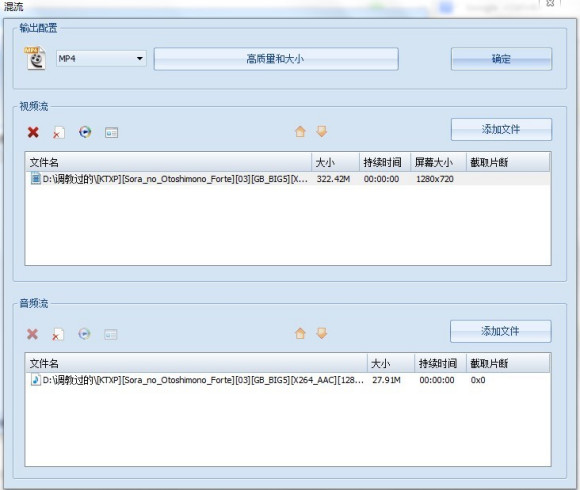 混流
输出配置
MP4
高质量和大小
确定
视频流
添加文件
文件名 大小 持续时间 屏幕大小 截取片断
D:\调教过的\[KTXP][Sora_no_Otoshimono_Forte][03][GB_BIG5][X... 322.42M 00:00:00 1280x720
音频流
添加文件
文件名 大小 持续时间 截取片断
D:\调教过的\[KTXP][Sora_no_Otoshimono_Forte][03][GB_BIG5][X264_AAC][128... 27.91M 00:00:00 0x0